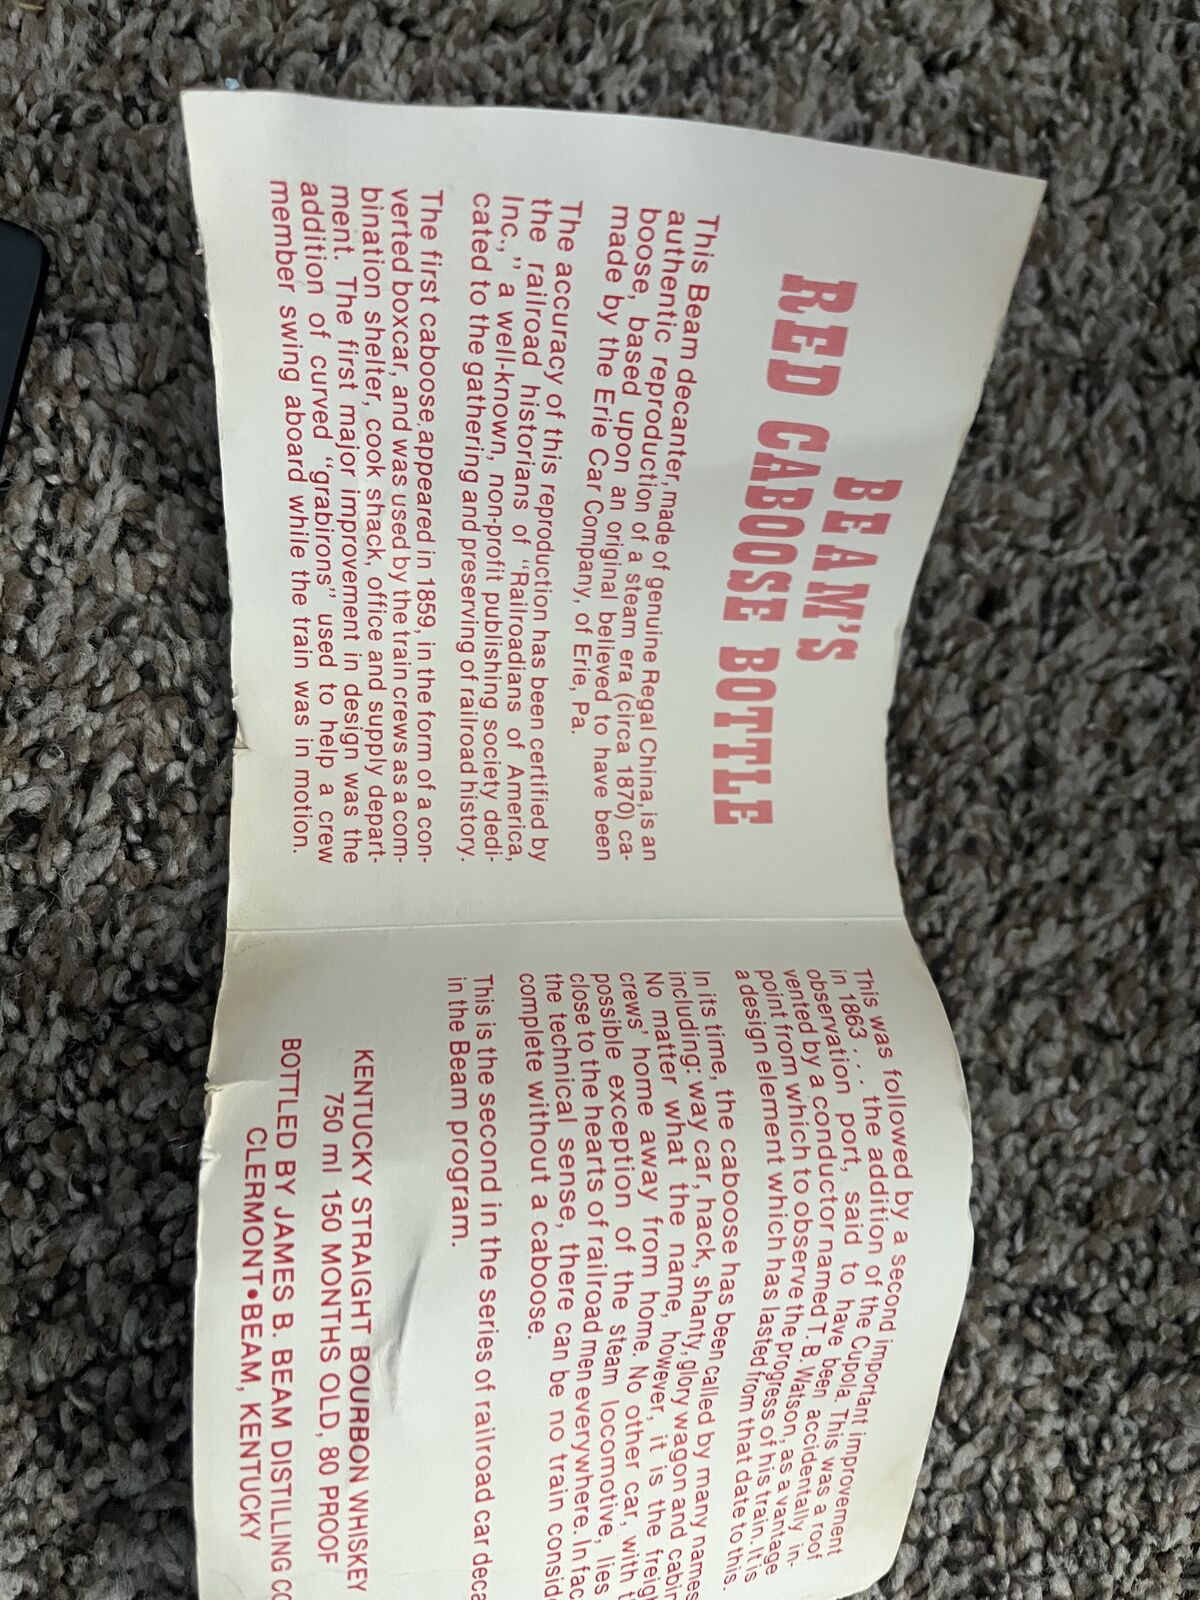 BEAM'S
RED CABOOSE BOTTLE
This Beam decanter, made of genuine Regal China, is an
authentic reproduction of a steam era (circa 1870) ca-
boose, based upon an original believed to have been
made by the Erie Car Company, of Erie, Pa.
The accuracy of this reproduction has been certified by
the railroad historians of "Railroadians of America,
Inc.," a well-known, non-profit publishing society dedi-
cated to the gathering and preserving of railroad history.
The first caboose appeared in 1859, in the form of a con-
verted boxcar, and was used by the train crews as a com-
bination shelter, cook shack, office and supply depart-
ment. The first major improvement in design was the
addition of curved "grabirons" used to help a crew
member swing aboard while the train was in motion.
This was followed by a second important improvement
in 1863 . . . the addition of the Cupola. This was a roof
observation port, said to have been accidentally in-
vented by a conductor named T. B. Watson, as a vantage
point from which to observe the progress of his train. It is
a design element which has lasted from that date to this.
In its time, the caboose has been called by many names
including: way car, hack, shanty, glory wagon and cabin
No matter what the name, however, it is the freig
crews' home away from home. No other car, with t
possible exception of the steam locomotive, lies
close to the hearts of railroad men everywhere. In fac
the technical sense, there can be no train consid
complete without a caboose.
This is the second in the series of railroad car deca
in the Beam program.
KENTUCKY STRAIGHT BOURBON WHISKEY
750 ml 150 MONTHS OLD, 80 PROOF
BOTTLED BY JAMES B. BEAM DISTILLING CO
CLERMONT•BEAM, KENTUCKY